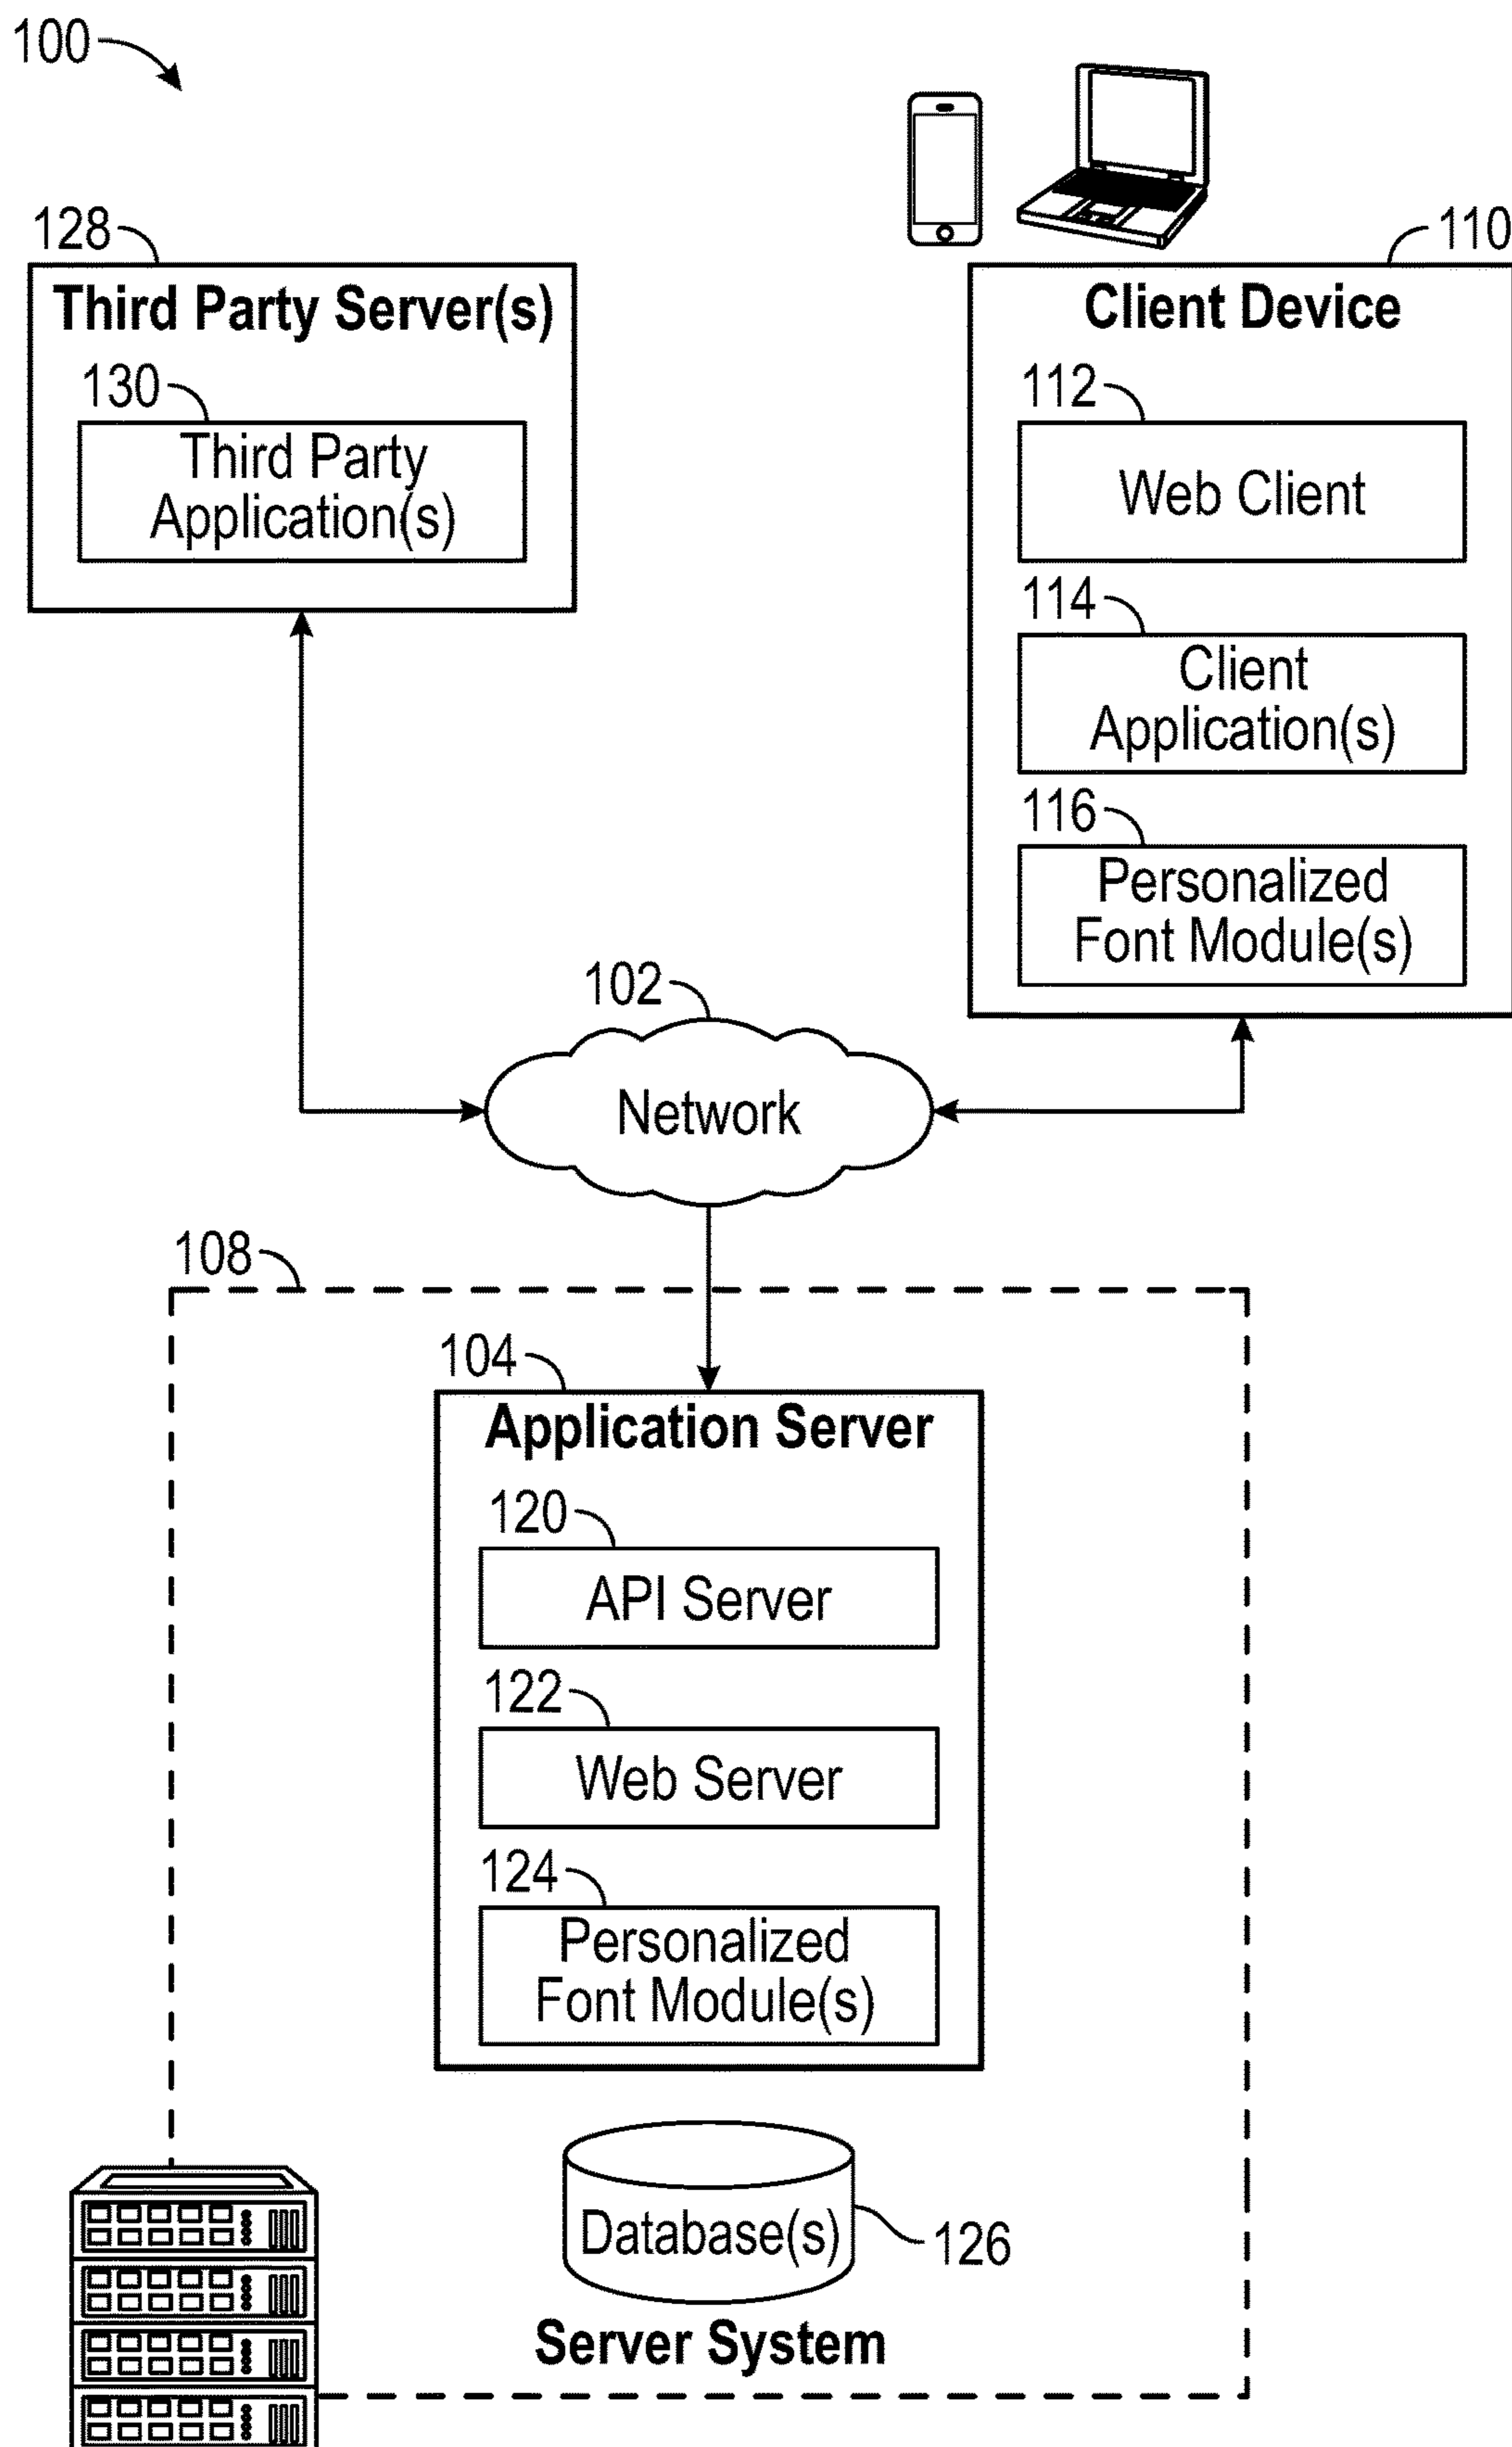 100
128
Third Party Server(s)
130
Third Party
Application(s)
110
Client Device
112
Web Client
114
Client
Application(s)
116
Personalized
Font Module(s)
102
Network
108
104
Application Server
120
API Server
122
Web Server
124
Personalized
Font Module(s)
Database(s)
126
Server System